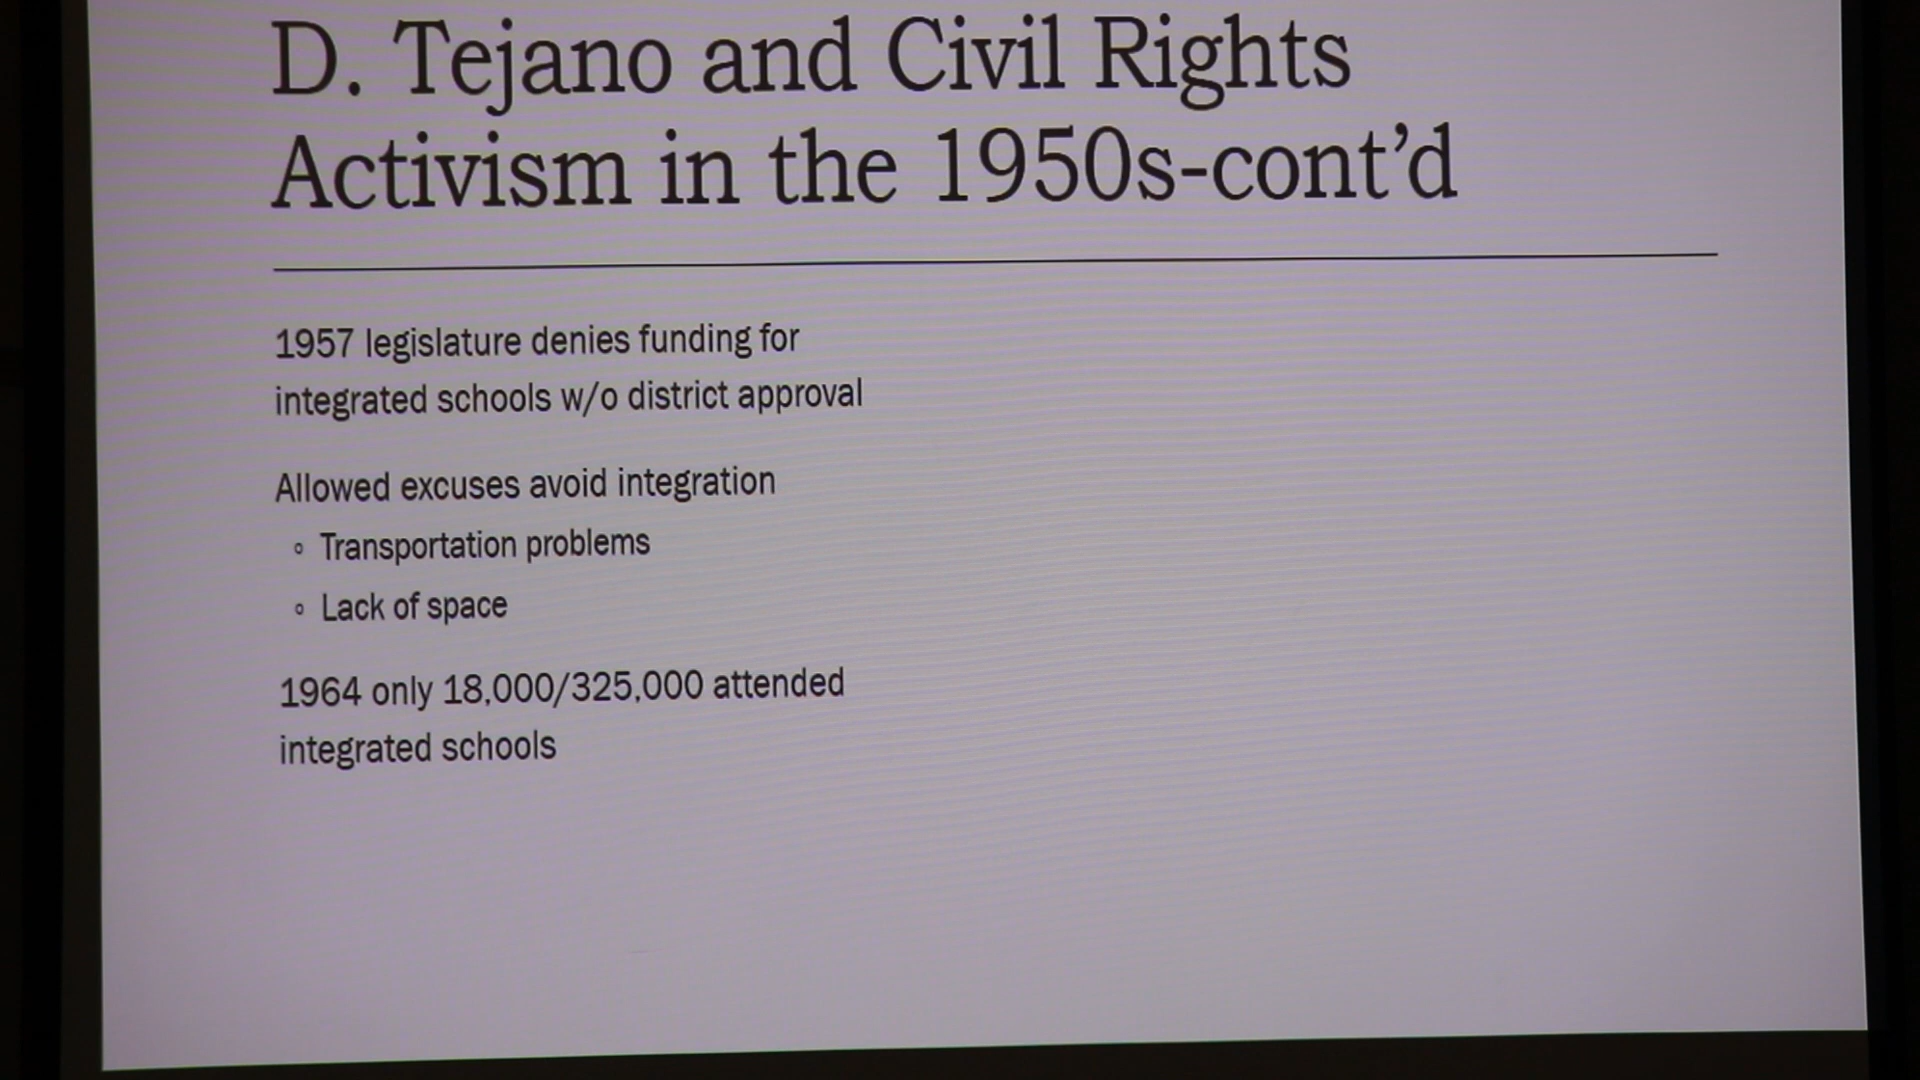 D. Tejano and Civil Rights
Activism in the 1950s-cont’d
1957 legislature denies funding for
integrated schools w/o district approval
Allowed excuses avoid integration
◦ Transportation problems
◦ Lack of space
1964 only 18,000/325,000 attended
integrated schools